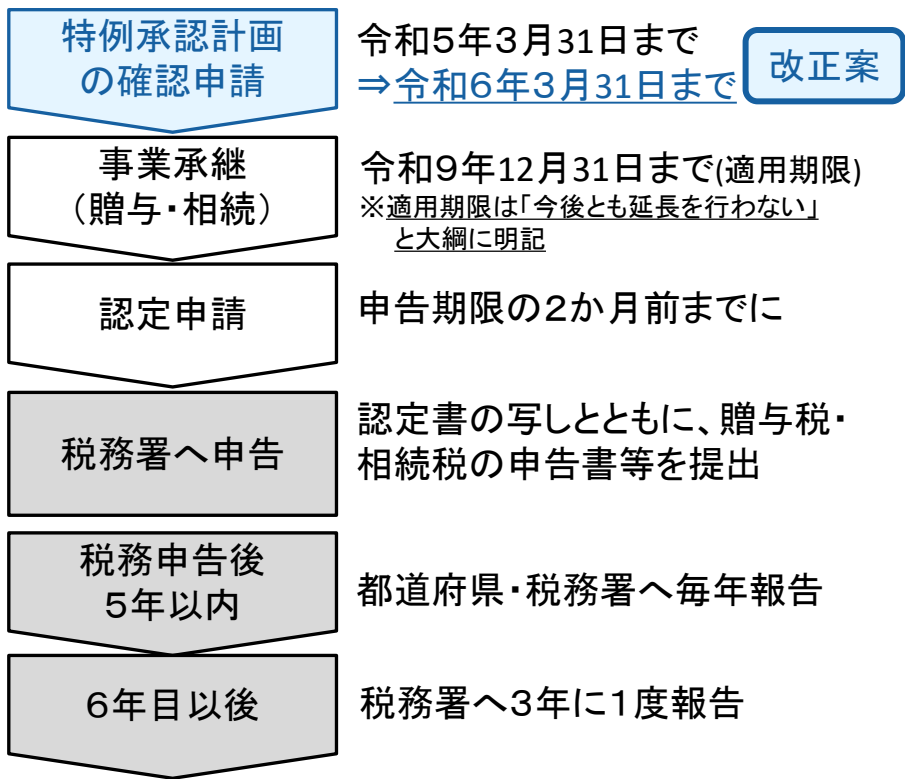 特例承認計画
の確認申請
令和５年３月31日まで
⇒令和６年３月31日まで
改正案
事業承継
（贈与・相続）
令和９年12月31日まで(適用期限)
※適用期限は「今後とも延長を行わない」
と大綱に明記
認定申請
申告期限の２か月前までに
税務署へ申告
認定書の写しとともに、贈与税・
相続税の申告書等を提出
税務申告後
５年以内
都道府県・税務署へ毎年報告
６年目以後
税務署へ３年に１度報告